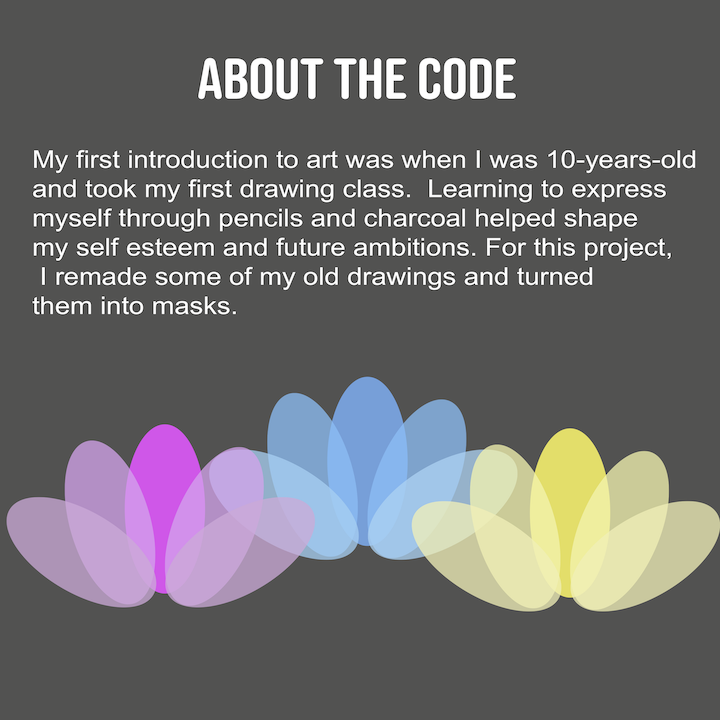 ABOUT THE CODE
My first introduction to art was when I was 10-years-old
and took my first drawing class.  Learning to express
myself through pencils and charcoal helped shape
my self esteem and future ambitions. For this project,
I remade some of my old drawings and turned
them into masks.